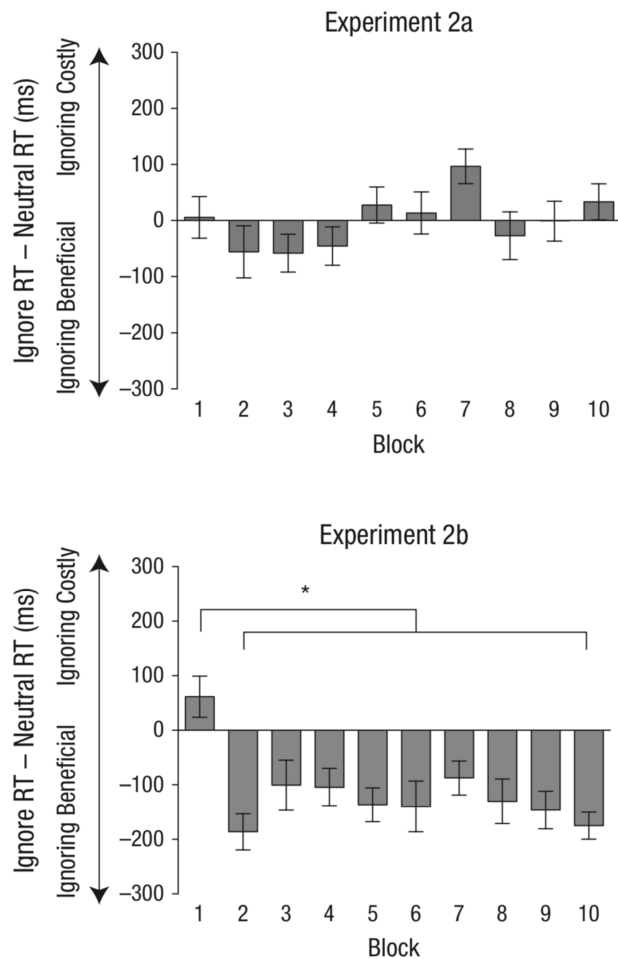 Experiment 2a
Ignore RT – Neutral RT (ms)
Ignoring Beneficial
Ignoring Costly
300
200
100
0
–100
–200
–300
1 2 3 4 5 6 7 8 9 10
Block
Experiment 2b
Ignore RT – Neutral RT (ms)
Ignoring Beneficial
Ignoring Costly
300
200
100
0
–100
–200
–300
*
1 2 3 4 5 6 7 8 9 10
Block